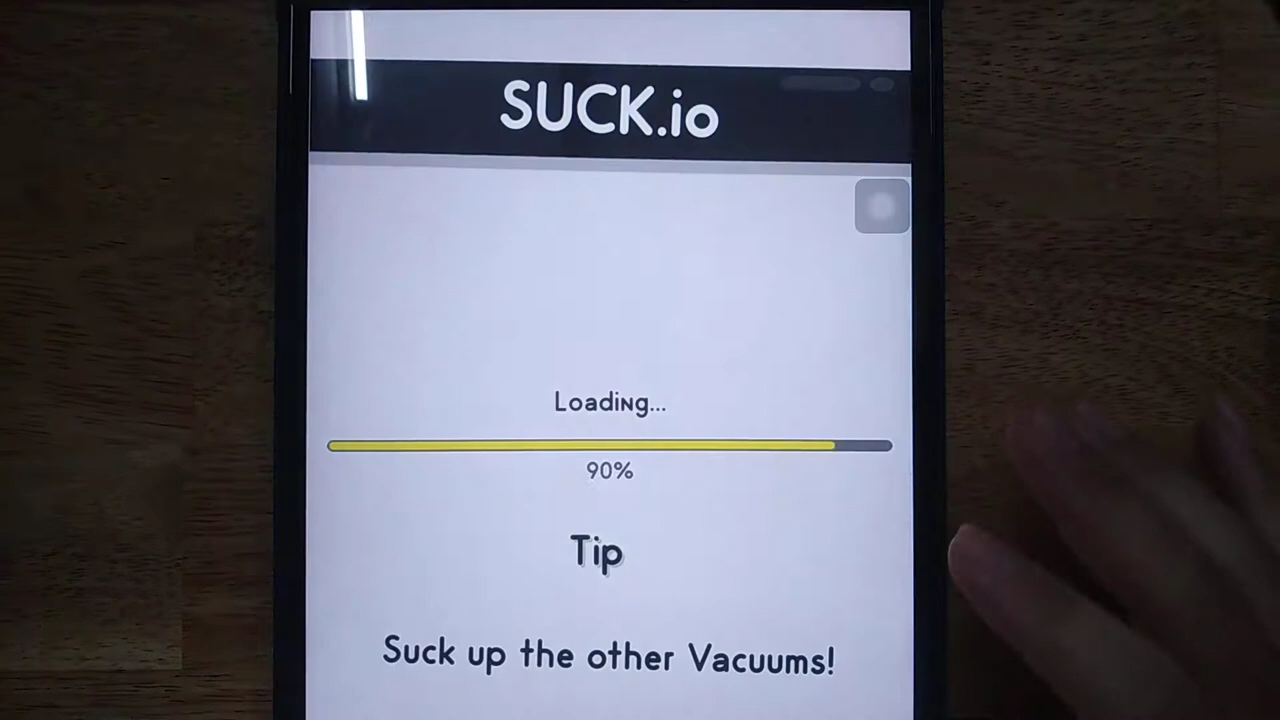 SUCK.io
Loading...
90%
Tip
Suck up the other Vacuums!